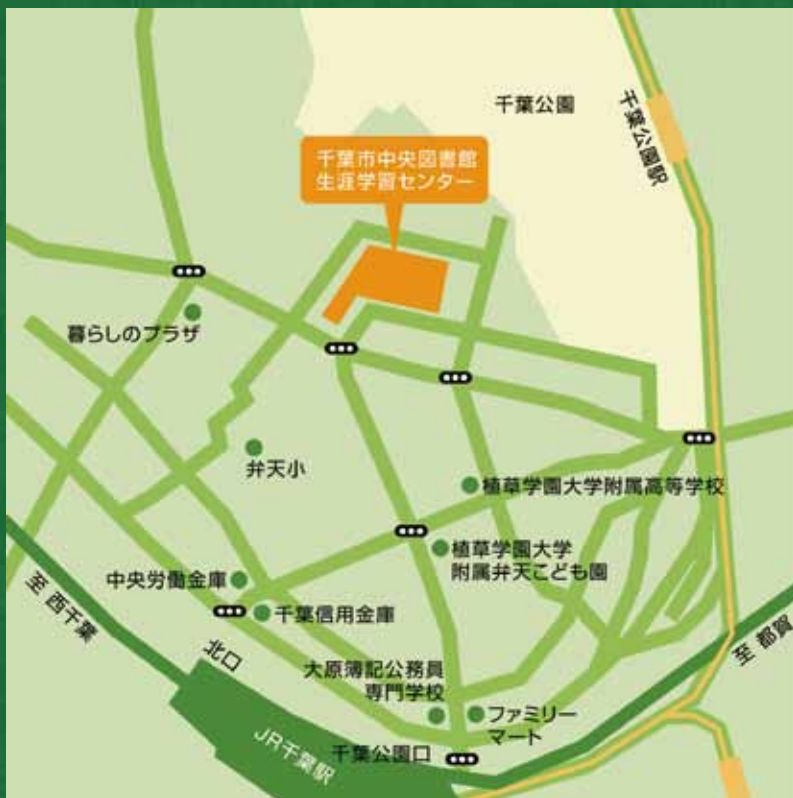 千葉公園
千葉公園駅
千葉市中央図書館
生涯学習センター
暮らしのプラザ
弁天小
植草学園大学附属高等学校
植草学園大学
附属弁天こども園
中央労働金庫
千葉信用金庫
至 西千葉
北口
大原簿記公務員
専門学校
ファミリー
マート
至 都賀
JR千葉駅
千葉公園口